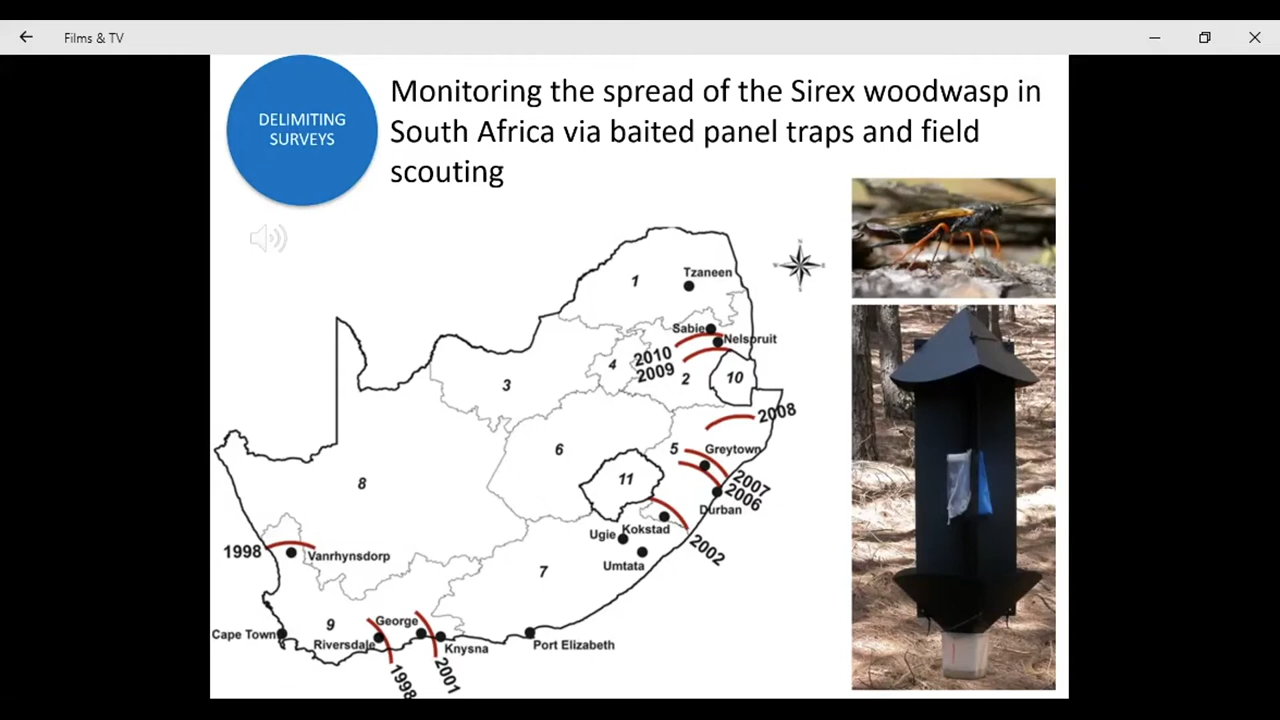 Films & TV
DELIMITING
SURVEYS
Monitoring the spread of the Sirex woodwasp in
South Africa via baited panel traps and field
scouting
N
W
E
S
1
Tzaneen
Sabie
Nelspruit
2010
2009
4
2
10
3
2008
6
5
Greytown
11
2007
2006
Durban
8
Ugie
Kokstad
2002
1998
Vanrhynsdorp
Umtata
7
9
George
Cape Town
Riversdale
Knysna
Port Elizabeth
1998
2001